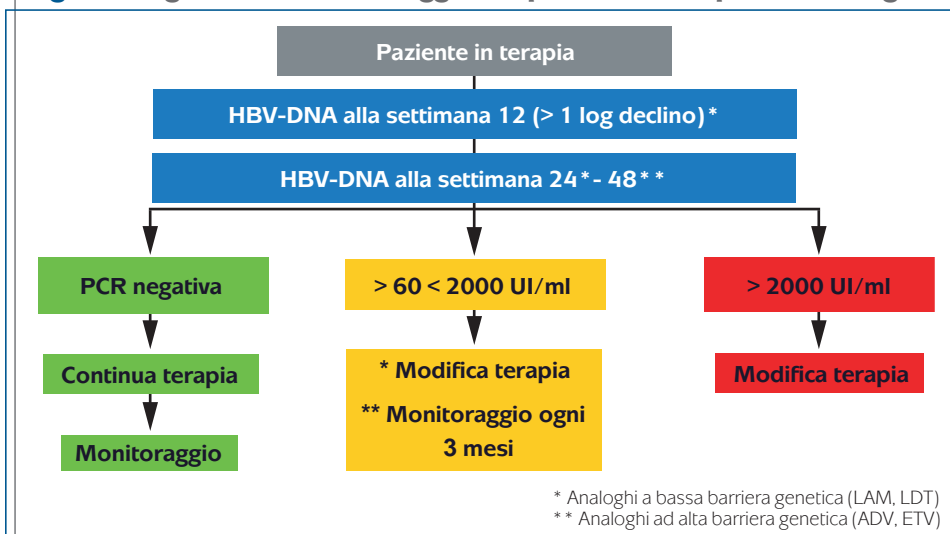 Paziente in terapia
HBV-DNA alla settimana 12 (> 1 log declino)*
HBV-DNA alla settimana 24*- 48**
PCR negativa
> 60 < 2000 UI/ml
> 2000 UI/ml
Continua terapia
* Modifica terapia
** Monitoraggio ogni
3 mesi
Modifica terapia
Monitoraggio
* Analoghi a bassa barriera genetica (LAM, LDT)
** Analoghi ad alta barriera genetica (ADV, ETV)